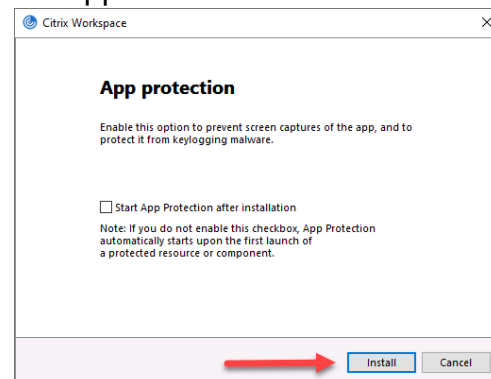 Citrix Workspace
App protection
Enable this option to prevent screen captures of the app, and to
protect it from keylogging malware.
Start App Protection after installation
Note: If you do not enable this checkbox, App Protection
automatically starts upon the first launch of
a protected resource or component.
Install Cancel